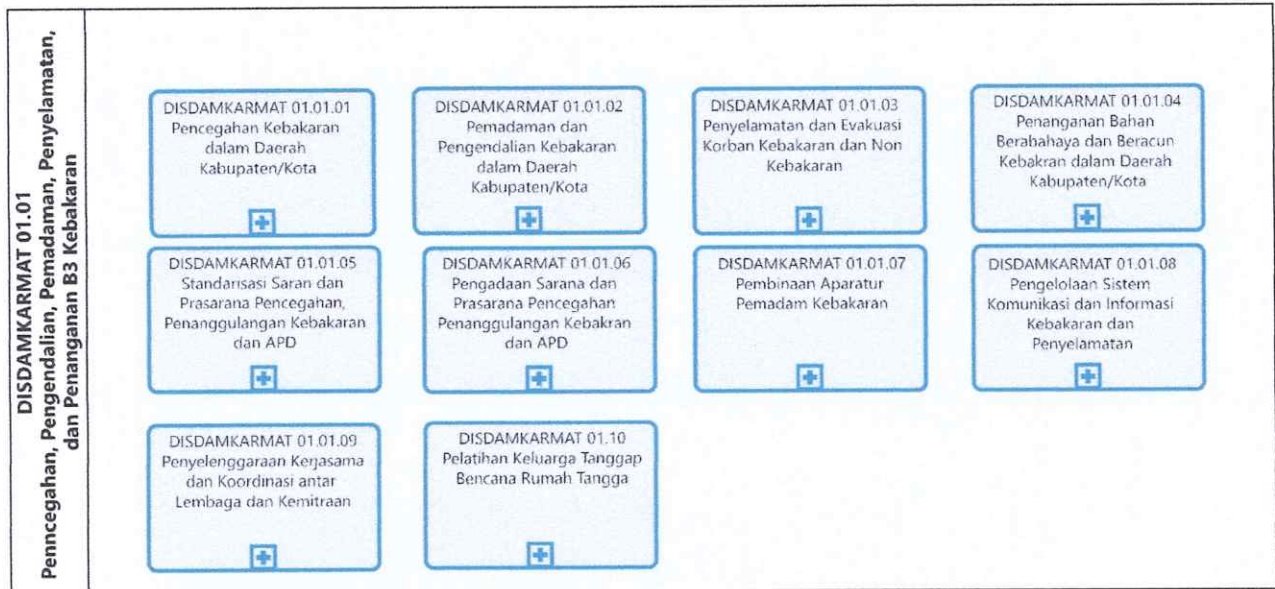 DISDAMKARMAT 01.01
Penncegahan, Pengendalian, Pemadaman, Penyelamatan,
dan Penanganan B3 Kebakaran
DISDAMKARMAT 01.01.01
Pencegahan Kebakaran
dalam Daerah
Kabupaten/Kota
DISDAMKARMAT 01.01.02
Pemadaman dan
Pengendalian Kebakaran
dalam Daerah
Kabupaten/Kota
DISDAMKARMAT 01.01.03
Penyelamatan dan Evakuasi
Korban Kebakaran dan Non
Kebakaran
DISDAMKARMAT 01.01.04
Penanganan Bahan
Berabahaya dan Beracun
Kebakran dalam Daerah
Kabupaten/Kota
DISDAMKARMAT 01.01.05
Standarisasi Saran dan
Prasarana Pencegahan,
Penanggulangan Kebakaran
dan APD
DISDAMKARMAT 01.01.06
Pengadaan Sarana dan
Prasarana Pencegahan
Penanggulangan Kebakran
dan APD
DISDAMKARMAT 01.01.07
Pembinaan Aparatur
Pemadam Kebakaran
DISDAMKARMAT 01.01.08
Pengelolaan Sistem
Komunikasi dan Informasi
Kebakaran dan
Penyelamatan
DISDAMKARMAT 01.01.09
Penyelenggaraan Kerjasama
dan Koordinasi antar
Lembaga dan Kemitraan
DISDAMKARMAT 01.10
Pelatihan Keluarga Tanggap
Bencana Rumah Tangga